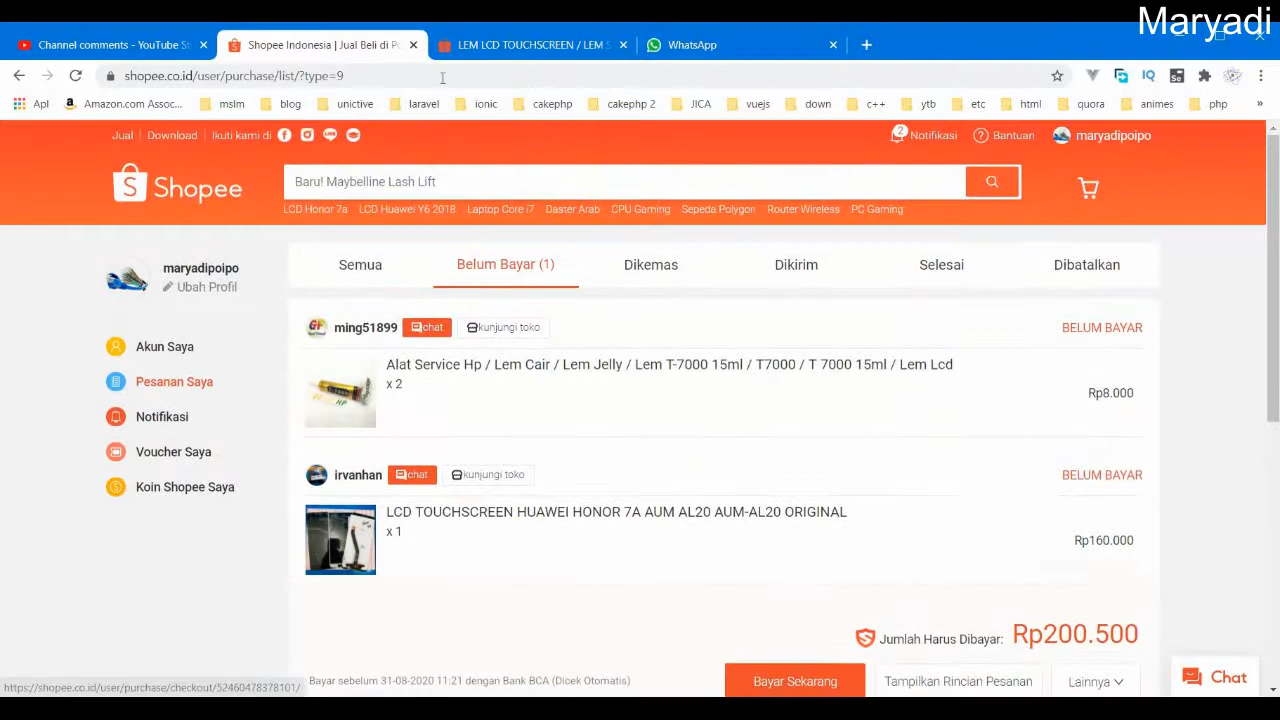 Maryadi
Channel comments - YouTube St
Shopee Indonesia | Jual Beli di Po
LEM LCD TOUCHSCREEN / LEM S
WhatsApp
shopee.co.id/user/purchase/list/?type=9
IQ
Apl
Amazon.com Assoc...
mslm
blog
unictive
laravel
ionic
cakephp
cakephp 2
JICA
vuejs
down
c++
ytb
etc
html
quora
animes
php
»
Jual
Download
Ikuti kami di
2
Notifikasi
Bantuan
maryadipoipo
Shopee
Baru! Maybelline Lash Lift
LCD Honor 7a
LCD Huawei Y6 2018
Laptop Core i7
Daster Arab
CPU Gaming
Sepeda Polygon
Router Wireless
PC Gaming
maryadipoipo
Ubah Profil
Akun Saya
Pesanan Saya
Notifikasi
Voucher Saya
Koin Shopee Saya
Semua
Belum Bayar (1)
Dikemas
Dikirim
Selesai
Dibatalkan
ming51899
chat
kunjungi toko
BELUM BAYAR
Alat Service Hp / Lem Cair / Lem Jelly / Lem T-7000 15ml / T7000 / T 7000 15ml / Lem Lcd
x 2
Rp8.000
irvanhan
chat
kunjungi toko
BELUM BAYAR
LCD TOUCHSCREEN HUAWEI HONOR 7A AUM AL20 AUM-AL20 ORIGINAL
x 1
Rp160.000
Jumlah Harus Dibayar: Rp200.500
Bayar sebelum 31-08-2020 11:21 dengan Bank BCA (Dicek Otomatis)
Bayar Sekarang
Tampilkan Rincian Pesanan
Lainnya
Chat
https://shopee.co.id/user/purchase/checkout/52460478378101/